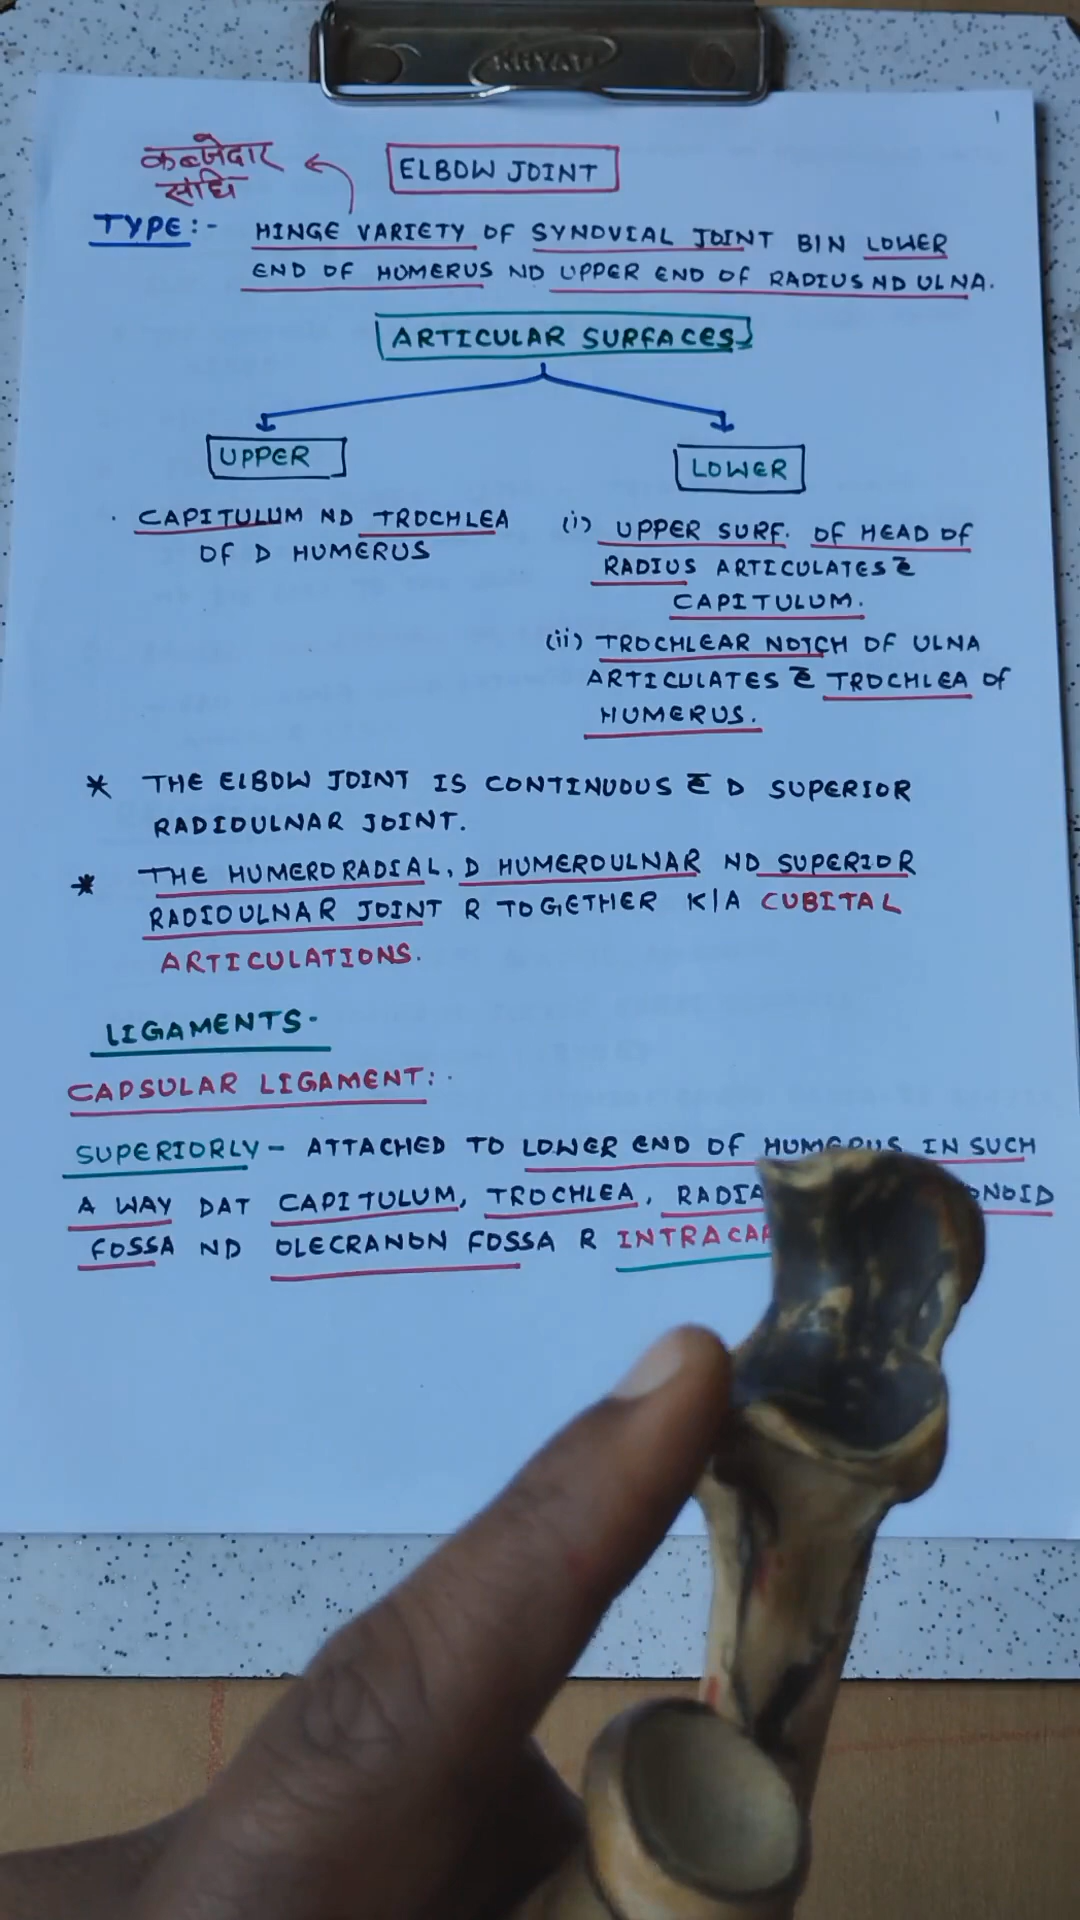 KHYATI
1
कब्जेदार
संधि
ELBOW JOINT
TYPE:- HINGE VARIETY OF SYNOVIAL JOINT B/N LOWER
END OF HUMERUS ND UPPER END OF RADIUS ND ULNA.
ARTICULAR SURFACES
UPPER
LOWER
CAPITULUM ND TROCHLEA
OF D HUMERUS
(i) UPPER SURF. OF HEAD OF
RADIUS ARTICULATES c̄
CAPITULUM.
(ii) TROCHLEAR NOTCH OF ULNA
ARTICULATES c̄ TROCHLEA OF
HUMERUS.
* THE ELBOW JOINT IS CONTINUOUS c̄ D SUPERIOR
RADIOULNAR JOINT.
* THE HUMERORADIAL, D HUMEROULNAR ND SUPERIOR
RADIOULNAR JOINT R TOGETHER K/A CUBITAL
ARTICULATIONS.
LIGAMENTS-
CAPSULAR LIGAMENT:-
SUPERIORLY - ATTACHED TO LOWER END OF HUMERUS IN SUCH
A WAY DAT CAPITULUM, TROCHLEA,
FOSSA ND OLECRANON FOSSA R